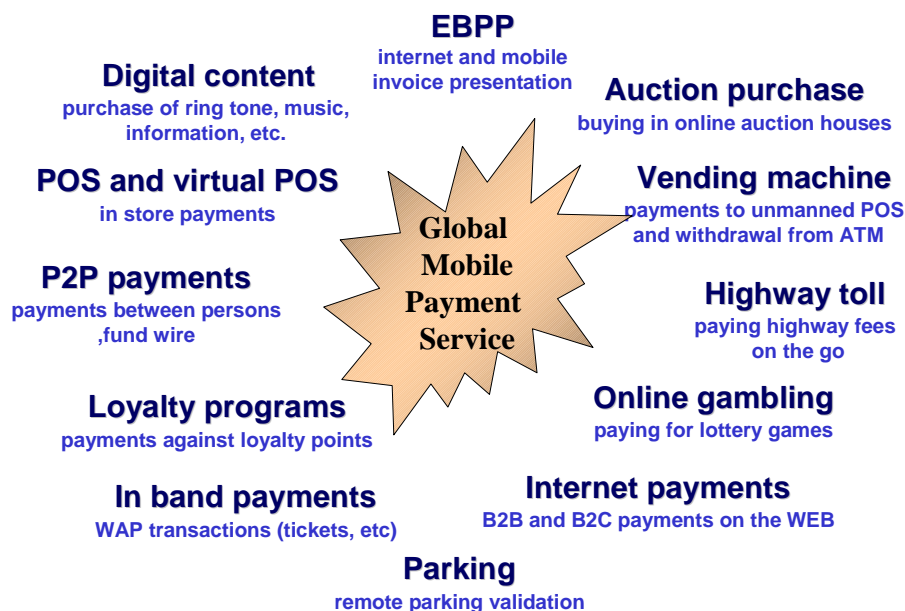 EBPP
internet and mobile
invoice presentation
Digital content
purchase of ring tone, music,
information, etc.
Auction purchase
buying in online auction houses
POS and virtual POS
in store payments
Vending machine
payments to unmanned POS
and withdrawal from ATM
Global
Mobile
Payment
Service
P2P payments
payments between persons
,fund wire
Highway toll
paying highway fees
on the go
Loyalty programs
payments against loyalty points
Online gambling
paying for lottery games
In band payments
WAP transactions (tickets, etc)
Internet payments
B2B and B2C payments on the WEB
Parking
remote parking validation